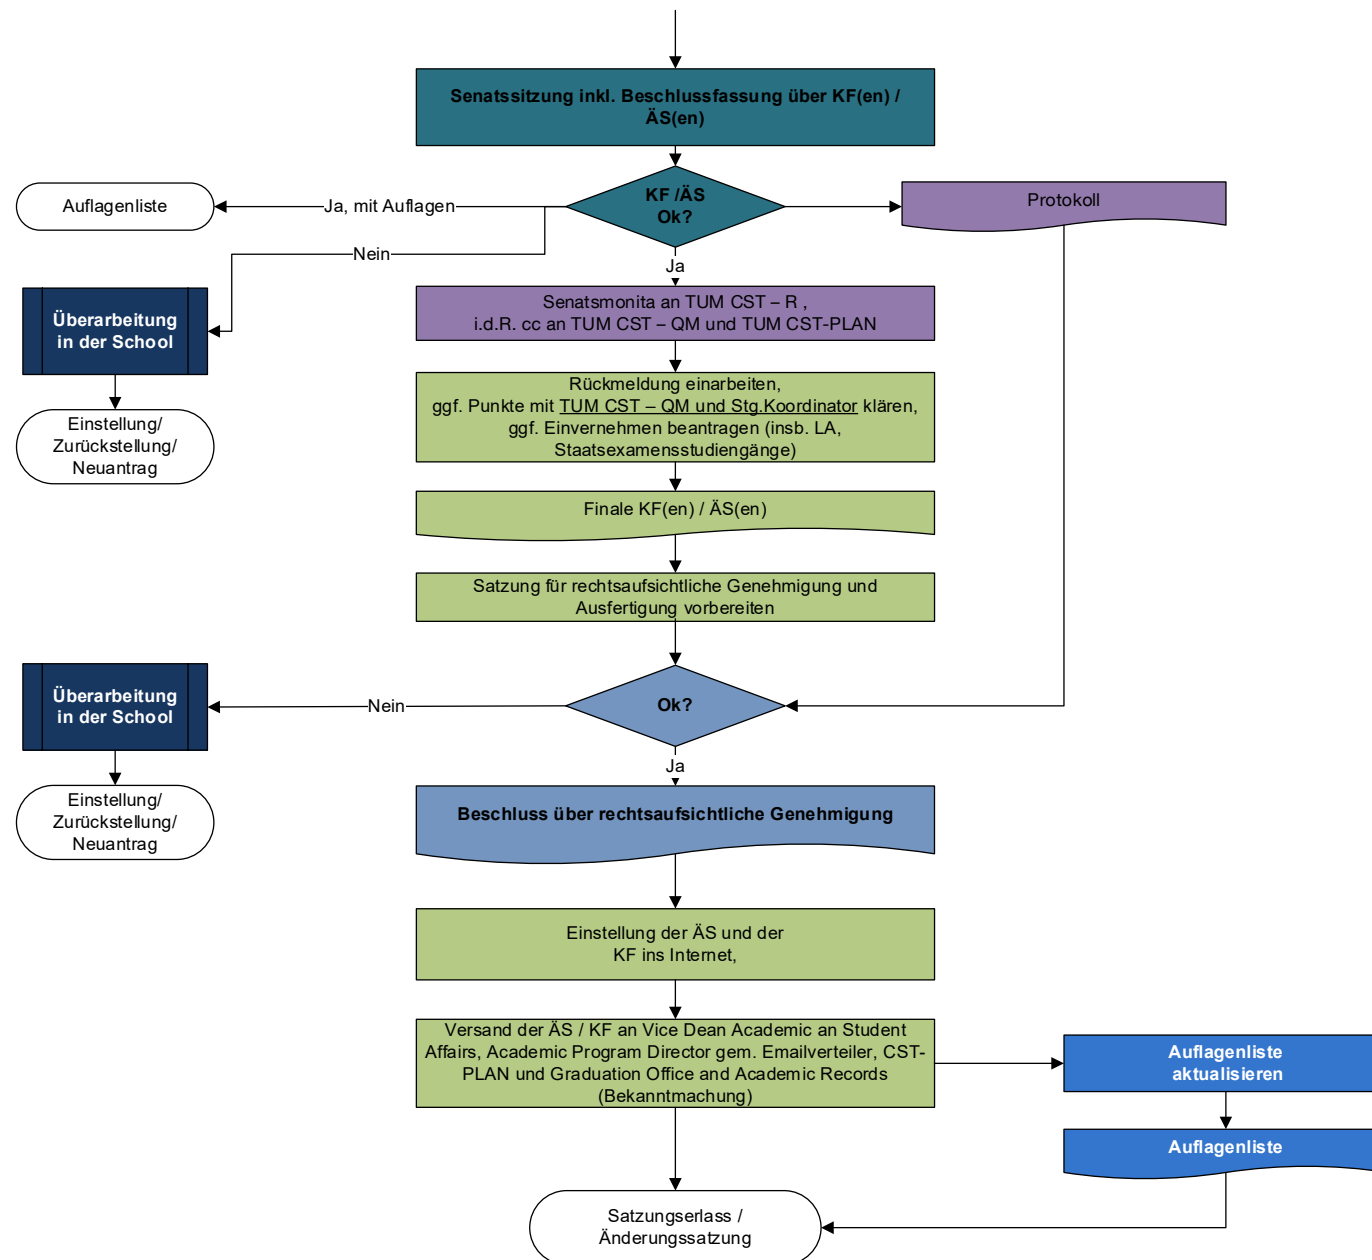 Senatssitzung inkl. Beschlussfassung über KF(en) /
ÄS(en)
KF /ÄS
Ok?
Protokoll
Ja, mit Auflagen
Auflagenliste
Nein
Ja
Überarbeitung
in der School
Senatsmonita an TUM CST – R ,
i.d.R. cc an TUM CST – QM und TUM CST-PLAN
Einstellung/
Zurückstellung/
Neuantrag
Rückmeldung einarbeiten,
ggf. Punkte mit TUM CST – QM und Stg.Koordinator klären,
ggf. Einvernehmen beantragen (insb. LA,
Staatsexamensstudiengänge)
Finale KF(en) / ÄS(en)
Satzung für rechtsaufsichtliche Genehmigung und
Ausfertigung vorbereiten
Überarbeitung
in der School
Nein
Ok?
Ja
Einstellung/
Zurückstellung/
Neuantrag
Beschluss über rechtsaufsichtliche Genehmigung
Einstellung der ÄS und der
KF ins Internet,
Versand der ÄS / KF an Vice Dean Academic an Student
Affairs, Academic Program Director gem. Emailverteiler, CST-
PLAN und Graduation Office and Academic Records
(Bekanntmachung)
Auflagenliste
aktualisieren
Auflagenliste
Satzungserlass /
Änderungssatzung